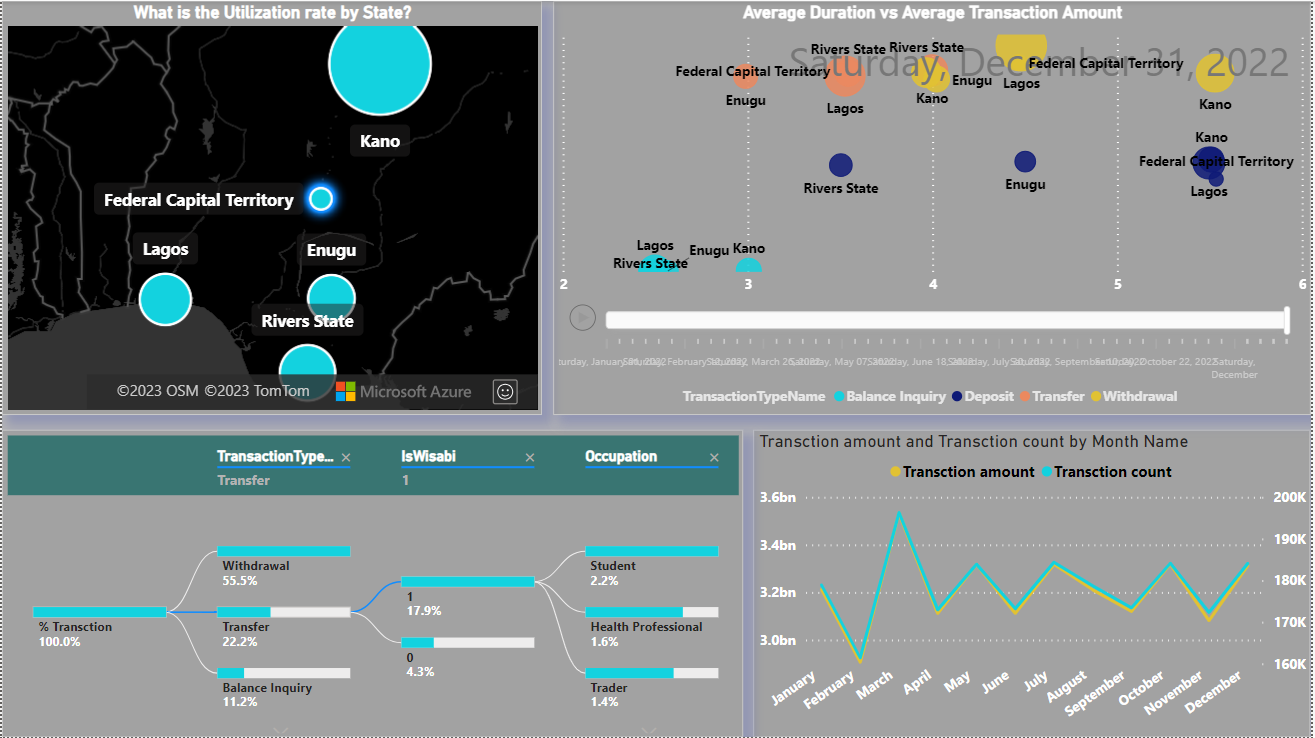 What is the Utilization rate by State?
Kano
Federal Capital Territory
Lagos
Enugu
Rivers State
©2023 OSM ©2023 TomTom
Microsoft Azure
Average Duration vs Average Transaction Amount
Saturday, December 31, 2022
Rivers State
Rivers State
Federal Capital Territory
Federal Capital Territory
Enugu
Lagos
Kano
Enugu
Lagos
Kano
Kano
Rivers State
Enugu
Federal Capital Territory
Lagos
Lagos
Enugu
Kano
Rivers State
2
3
4
5
6
December
TransactionTypeName
Balance Inquiry
Deposit
Transfer
Withdrawal
TransactionType...
IsWisabi
Occupation
Transfer
1
% Transction
100.0%
Withdrawal
55.5%
Transfer
22.2%
Balance Inquiry
11.2%
1
17.9%
0
4.3%
Student
2.2%
Health Professional
1.6%
Trader
1.4%
Transction amount and Transction count by Month Name
Transction amount
Transction count
3.6bn
3.4bn
3.2bn
3.0bn
200K
190K
180K
170K
160K
January
February
March
April
May
June
July
August
September
October
November
December